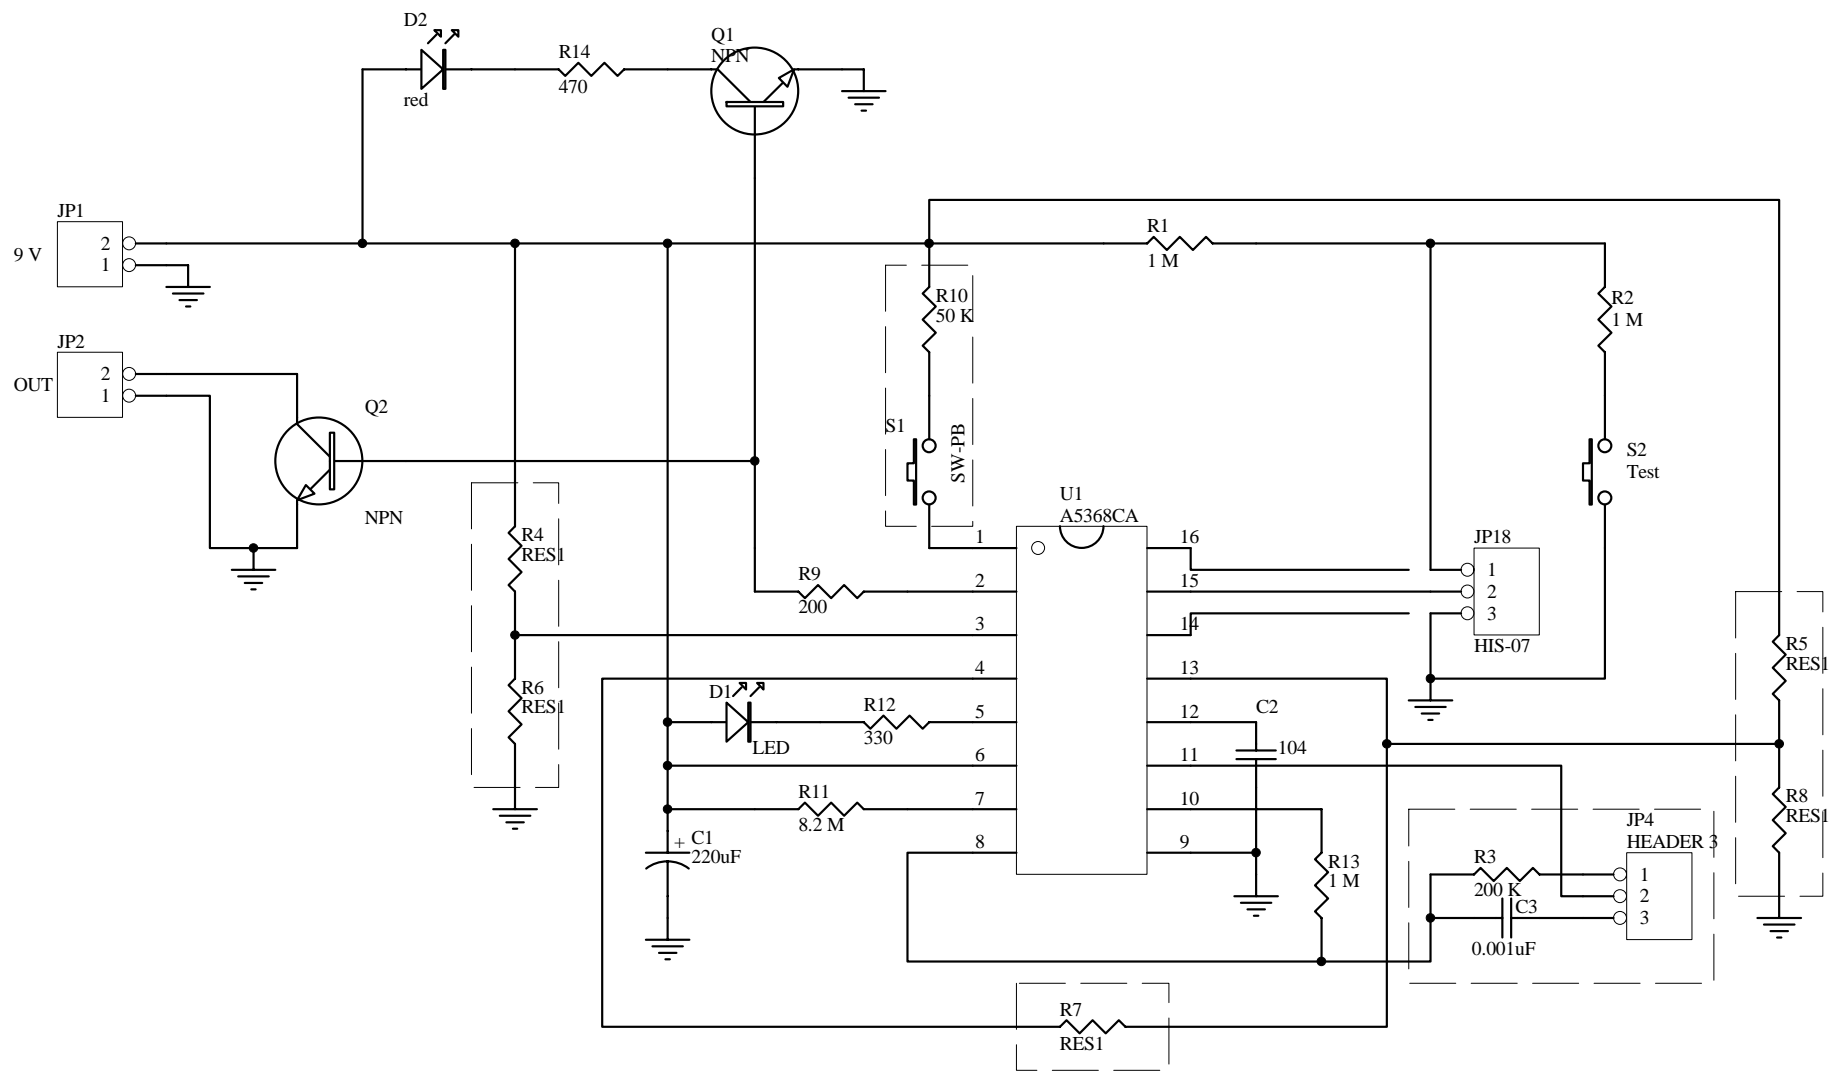 D2
red
R14
470
Q1
NPN
JP1
9 V
2
1
JP2
OUT
2
1
Q2
NPN
R1
1 M
R10
50 K
S1
SW-PB
R2
1 M
S2
Test
R4
RES1
R6
RES1
R9
200
U1
A5368CA
1
2
3
4
5
6
7
8
16
15
14
13
12
11
10
9
JP18
1
2
3
HIS-07
D1
LED
R12
330
R11
8.2 M
+
C1
220uF
C2
104
R13
1 M
R5
RES1
R8
RES1
JP4
HEADER 3
R3
200 K
C3
0.001uF
1
2
3
R7
RES1